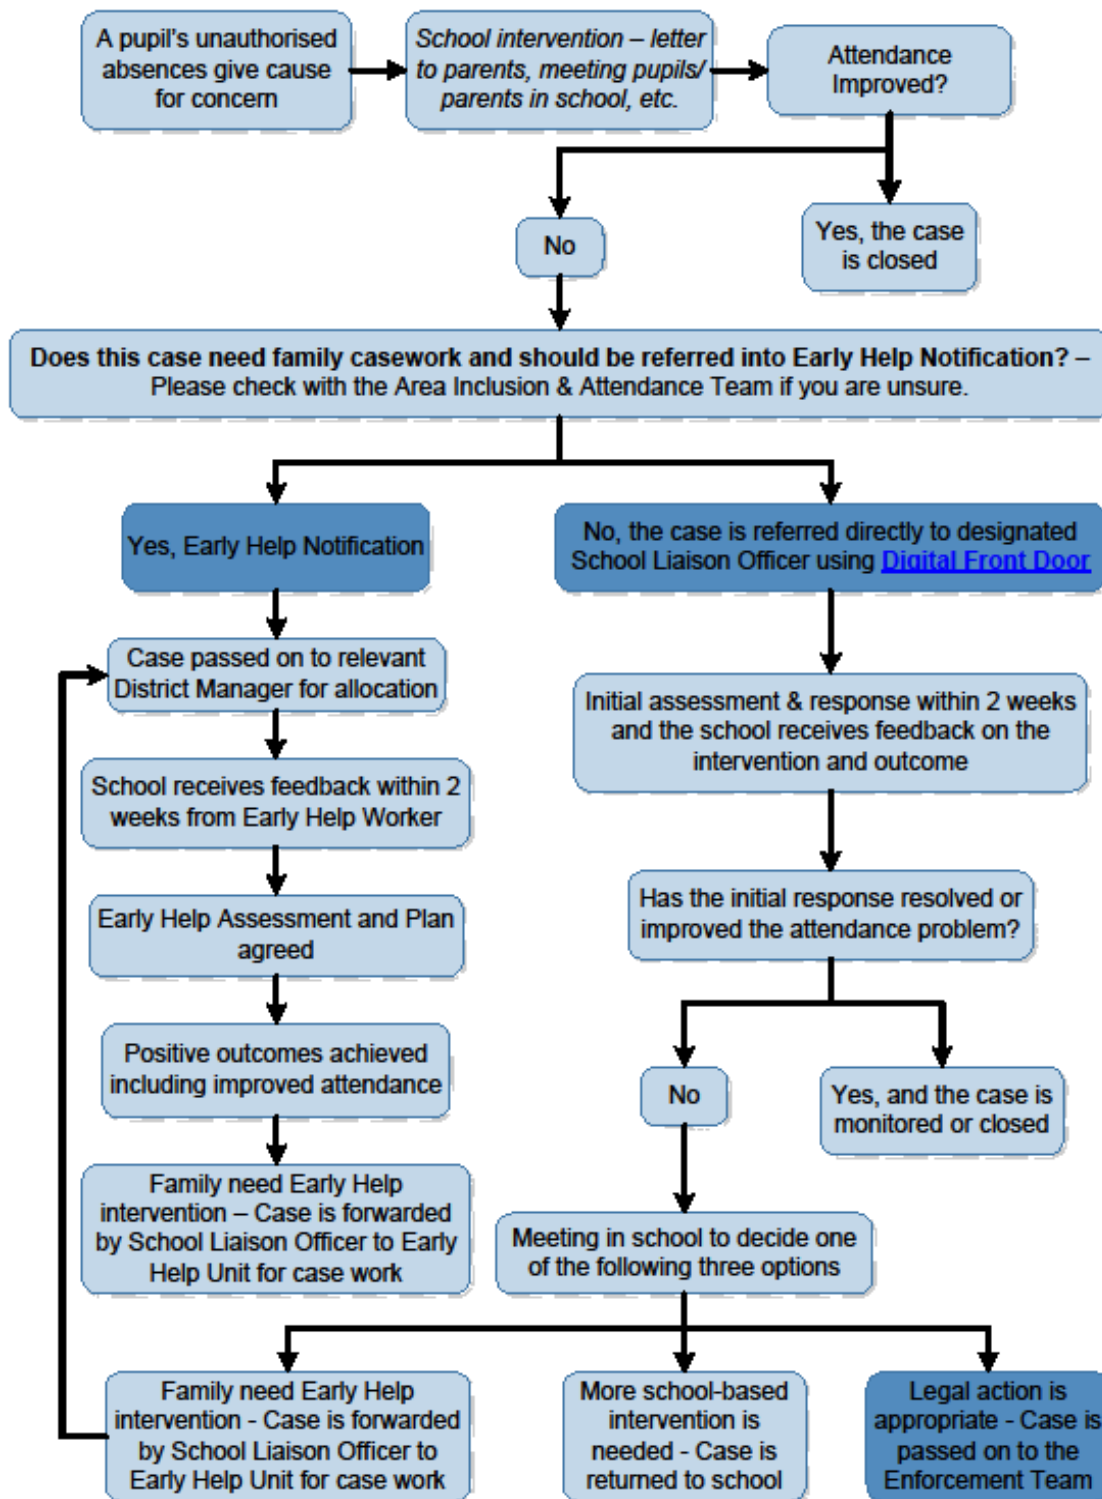 A pupil's unauthorised
absences give cause
for concern
School intervention – letter
to parents, meeting pupils/
parents in school, etc.
Attendance
Improved?
No
Yes, the case
is closed
Does this case need family casework and should be referred into Early Help Notification? –
Please check with the Area Inclusion & Attendance Team if you are unsure.
Yes, Early Help Notification
No, the case is referred directly to designated
School Liaison Officer using Digital Front Door
Case passed on to relevant
District Manager for allocation
Initial assessment & response within 2 weeks
and the school receives feedback on the
intervention and outcome
School receives feedback within 2
weeks from Early Help Worker
Has the initial response resolved or
improved the attendance problem?
Early Help Assessment and Plan
agreed
Positive outcomes achieved
including improved attendance
No
Yes, and the case is
monitored or closed
Family need Early Help
intervention – Case is forwarded
by School Liaison Officer to Early
Help Unit for case work
Meeting in school to decide one
of the following three options
Family need Early Help
intervention - Case is forwarded
by School Liaison Officer to
Early Help Unit for case work
More school-based
intervention is
needed - Case is
returned to school
Legal action is
appropriate - Case is
passed on to the
Enforcement Team